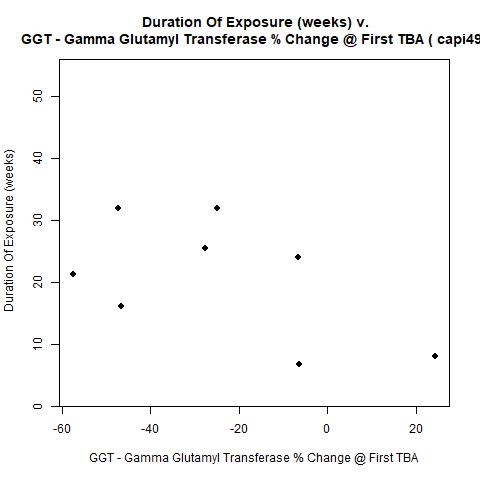 Duration Of Exposure (weeks) v.
GGT - Gamma Glutamyl Transferase % Change @ First TBA ( capi49
Duration Of Exposure (weeks)
50
40
30
20
10
0
-60 -40 -20 0 20
GGT - Gamma Glutamyl Transferase % Change @ First TBA